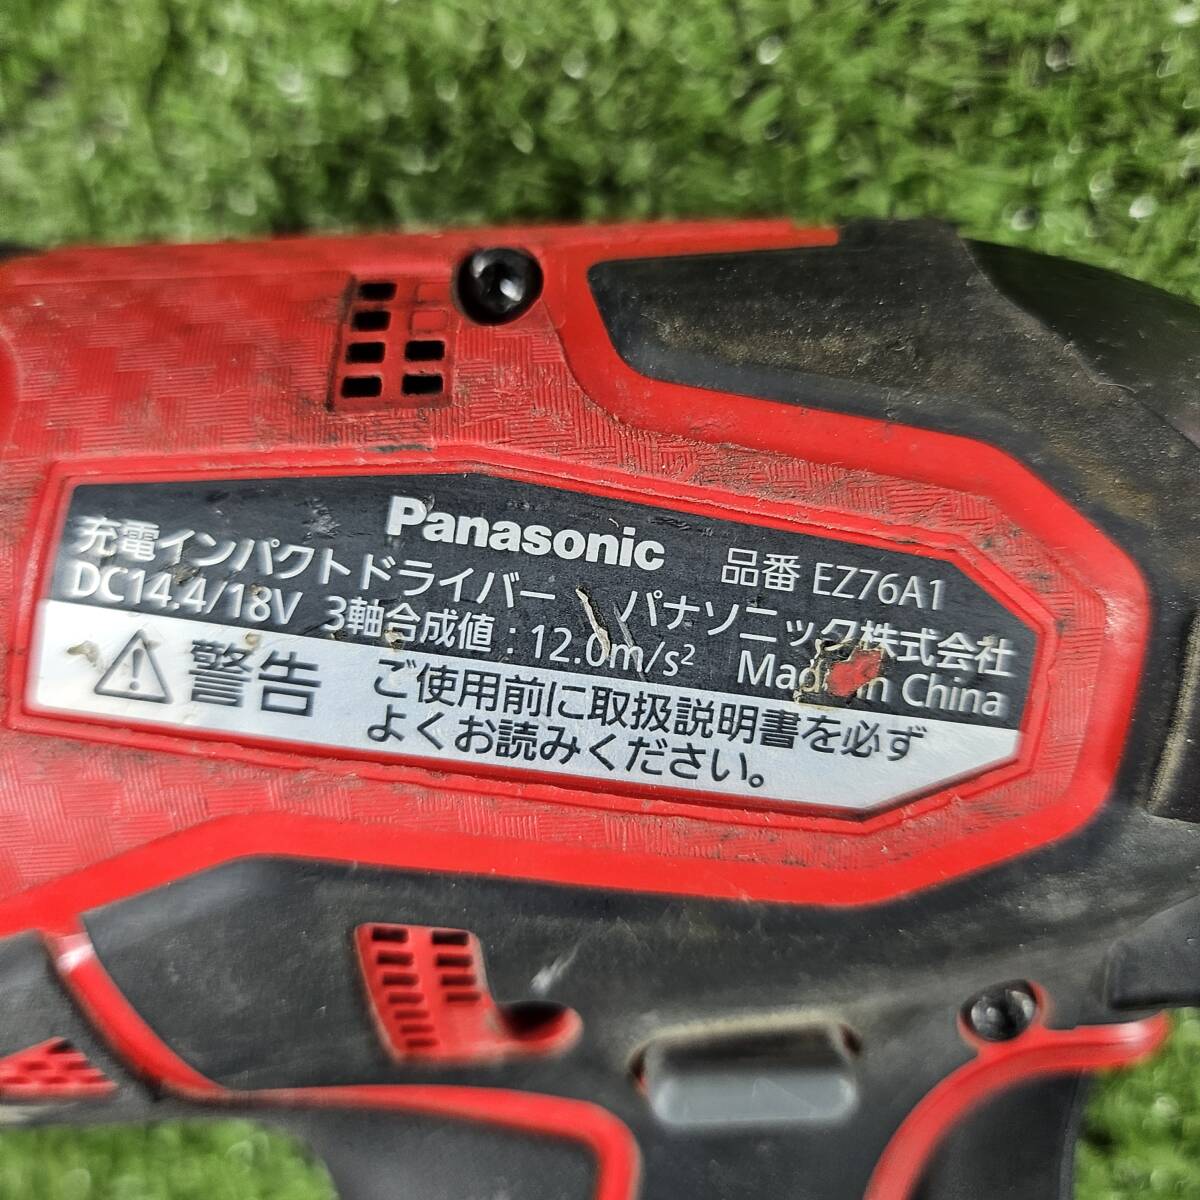 Panasonic 品番 EZ76A1
充電インパクトドライバー パナソニック株式会社
DC14.4/18V 3軸合成値：12.0m/s² Made in China
警告 ご使用前に取扱説明書を必ず
よくお読みください。